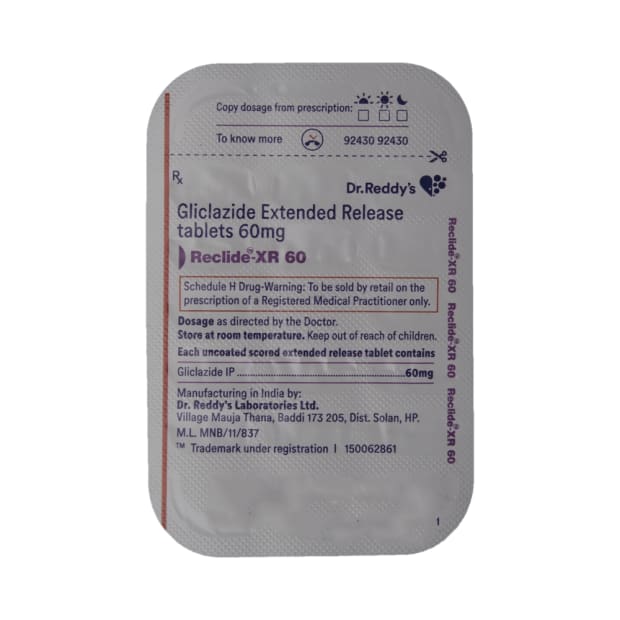 Copy dosage from prescription:
To know more 92430 92430
Rx
Dr.Reddy's
Gliclazide Extended Release
tablets 60mg
Reclide™-XR 60
Schedule H Drug-Warning: To be sold by retail on the
prescription of a Registered Medical Practitioner only.
Dosage as directed by the Doctor.
Store at room temperature. Keep out of reach of children.
Each uncoated scored extended release tablet contains
Gliclazide IP ..........................................60mg
Manufacturing in India by:
Dr. Reddy's Laboratories Ltd.
Village Mauja Thana, Baddi 173 205, Dist. Solan, HP.
M.L. MNB/11/837
™ Trademark under registration | 150062861
1
Reclide™-XR 60
Reclide™-XR 60
Reclide™-XR 60